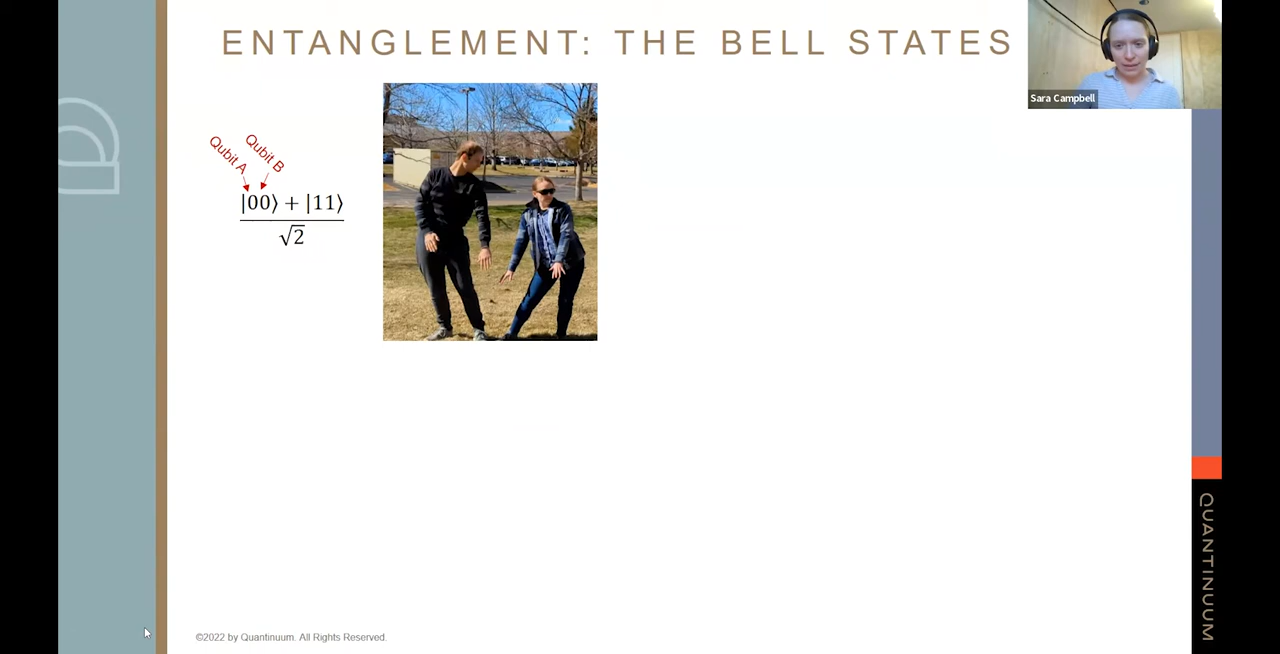 ENTANGLEMENT: THE BELL STATES
Sara Campbell
Qubit A
Qubit B
|00⟩ + |11⟩
√2
©2022 by Quantinuum. All Rights Reserved.
QUANTINUUM